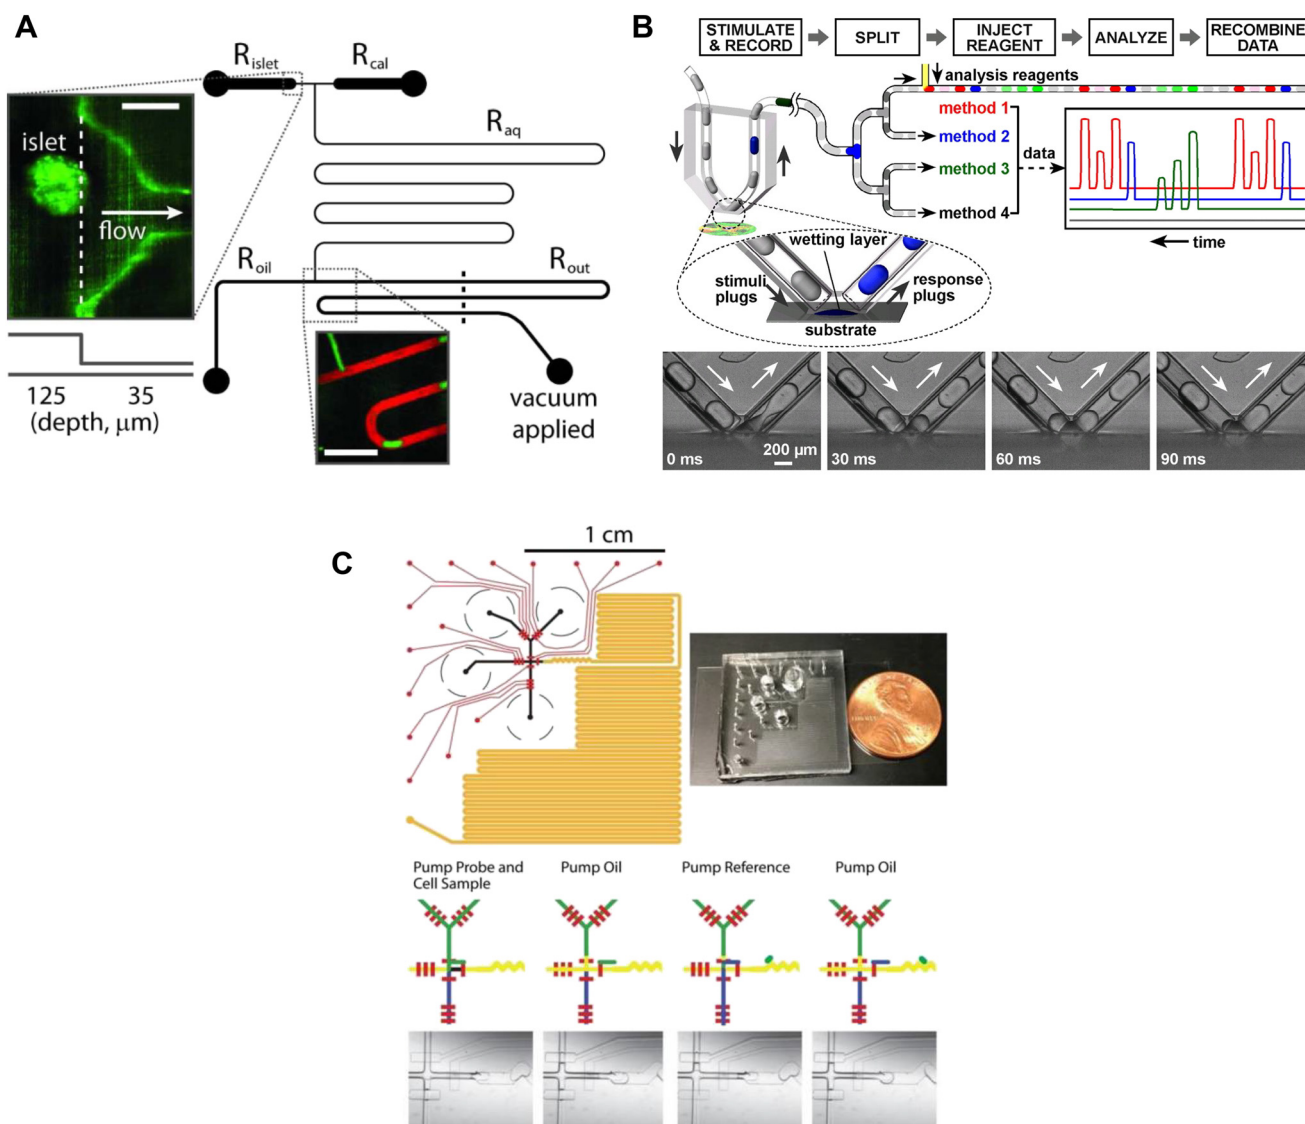 A
R_islet
R_cal
islet
R_aq
flow
R_oil
R_out
125 35
(depth, µm)
vacuum
applied
B
STIMULATE
& RECORD
SPLIT
INJECT
REAGENT
ANALYZE
RECOMBINE
DATA
analysis reagents
method 1
method 2
data
method 3
method 4
time
wetting layer
stimuli
plugs
response
plugs
substrate
0 ms
200 µm
30 ms
60 ms
90 ms
C
1 cm
Pump Probe and
Cell Sample
Pump Oil
Pump Reference
Pump Oil